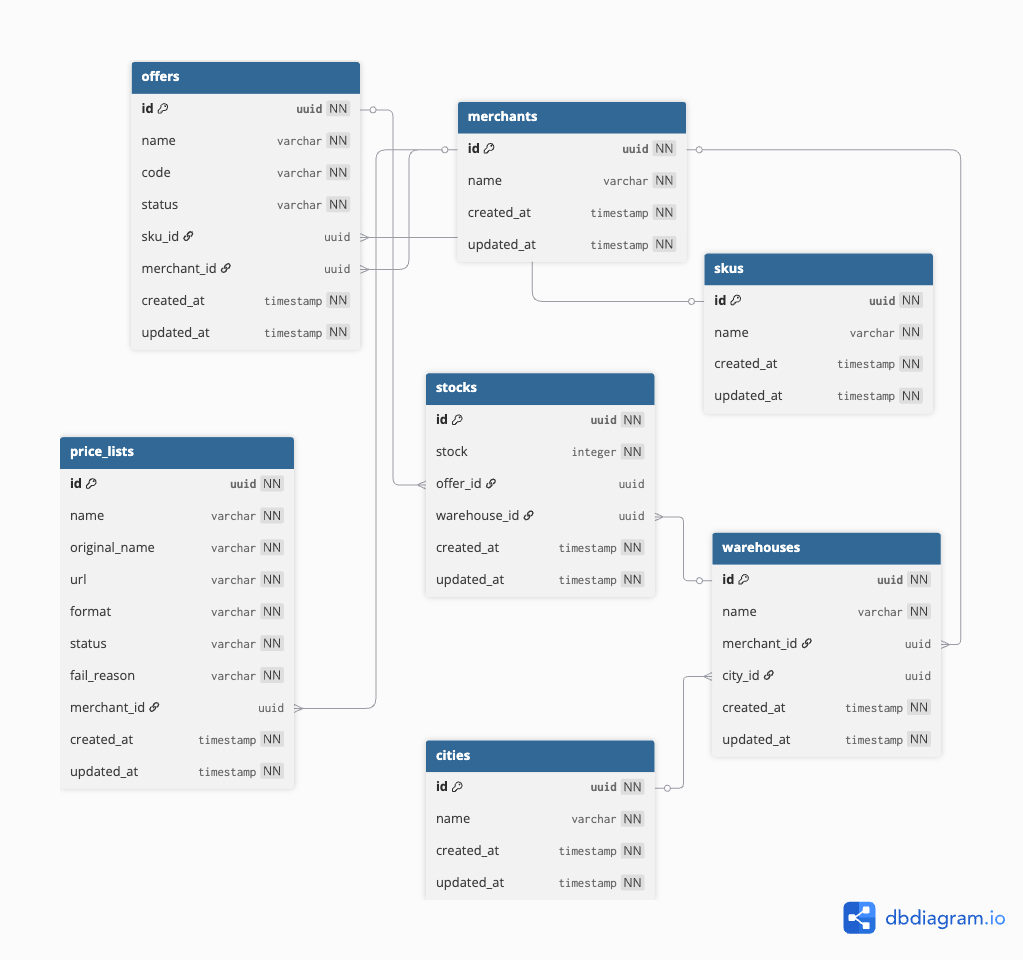 offers
id uuid NN
name varchar NN
code varchar NN
status varchar NN
sku_id uuid
merchant_id uuid
created_at timestamp NN
updated_at timestamp NN
merchants
id uuid NN
name varchar NN
created_at timestamp NN
updated_at timestamp NN
skus
id uuid NN
name varchar NN
created_at timestamp NN
updated_at timestamp NN
stocks
id uuid NN
stock integer NN
offer_id uuid
warehouse_id uuid
created_at timestamp NN
updated_at timestamp NN
price_lists
id uuid NN
name varchar NN
original_name varchar NN
url varchar NN
format varchar NN
status varchar NN
fail_reason varchar NN
merchant_id uuid
created_at timestamp NN
updated_at timestamp NN
warehouses
id uuid NN
name varchar NN
merchant_id uuid
city_id uuid
created_at timestamp NN
updated_at timestamp NN
cities
id uuid NN
name varchar NN
created_at timestamp NN
updated_at timestamp NN
dbdiagram.io